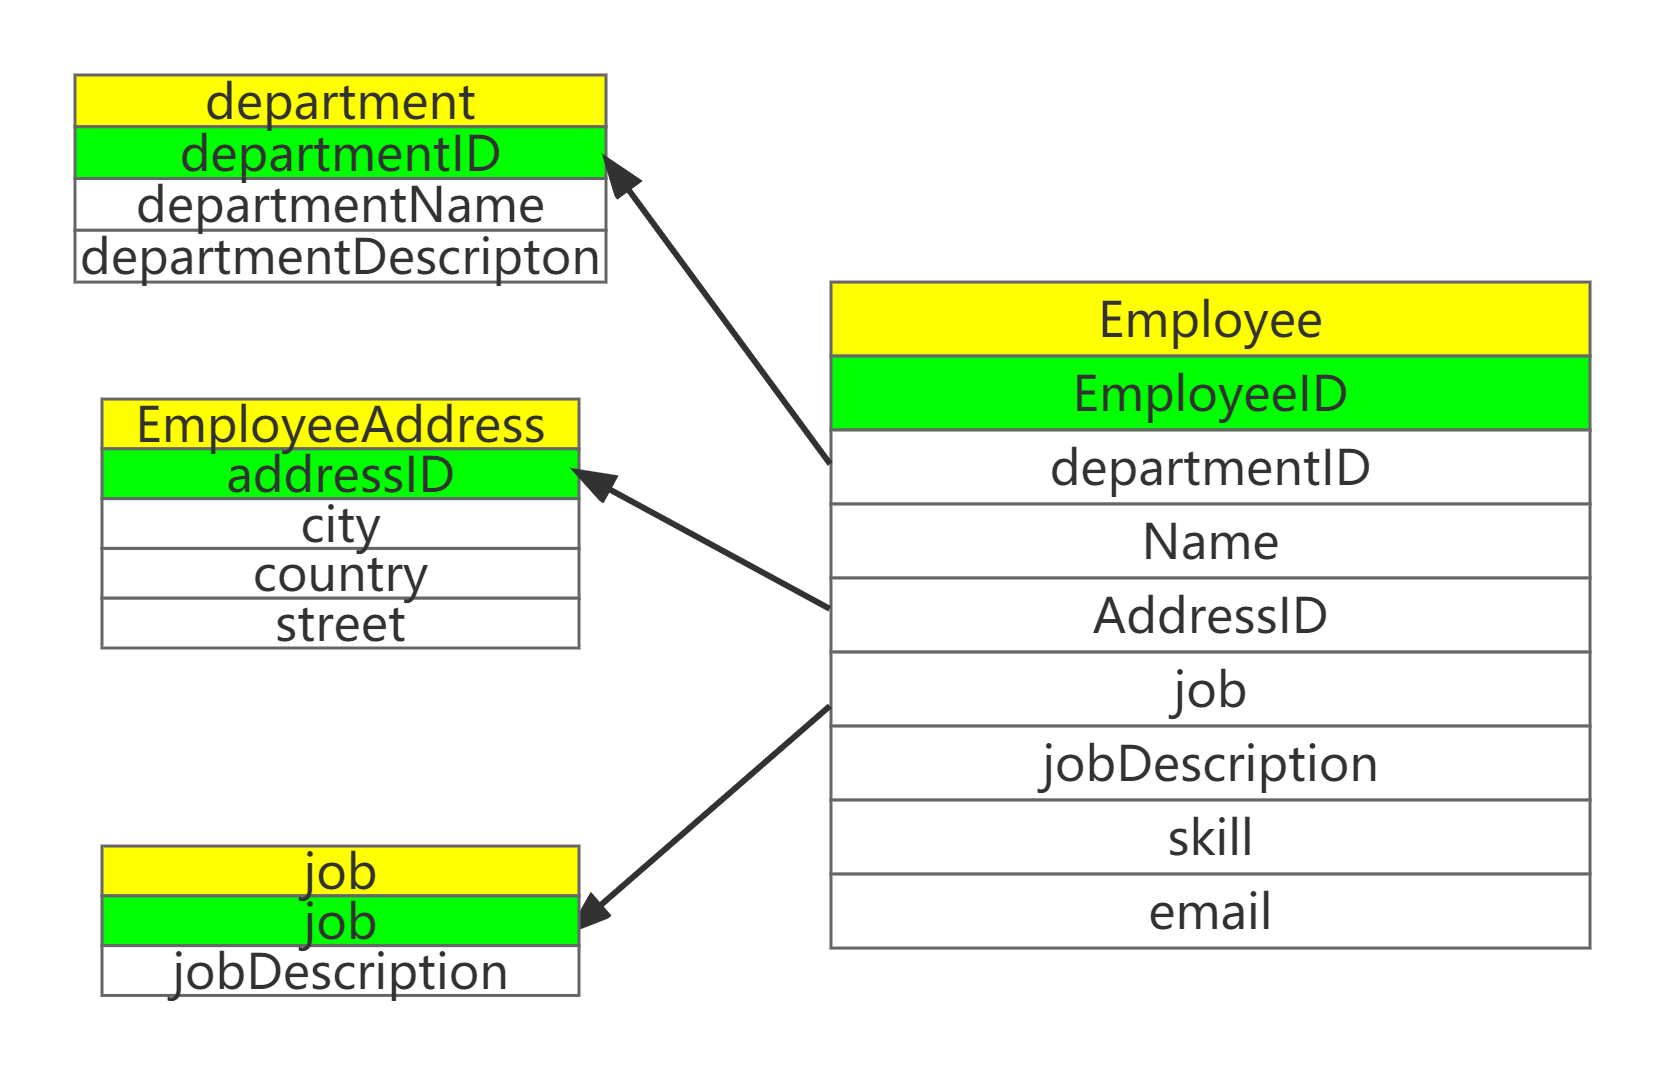 department
departmentID
departmentName
departmentDescripton
EmployeeAddress
addressID
city
country
street
job
job
jobDescription
Employee
EmployeeID
departmentID
Name
AddressID
job
jobDescription
skill
email